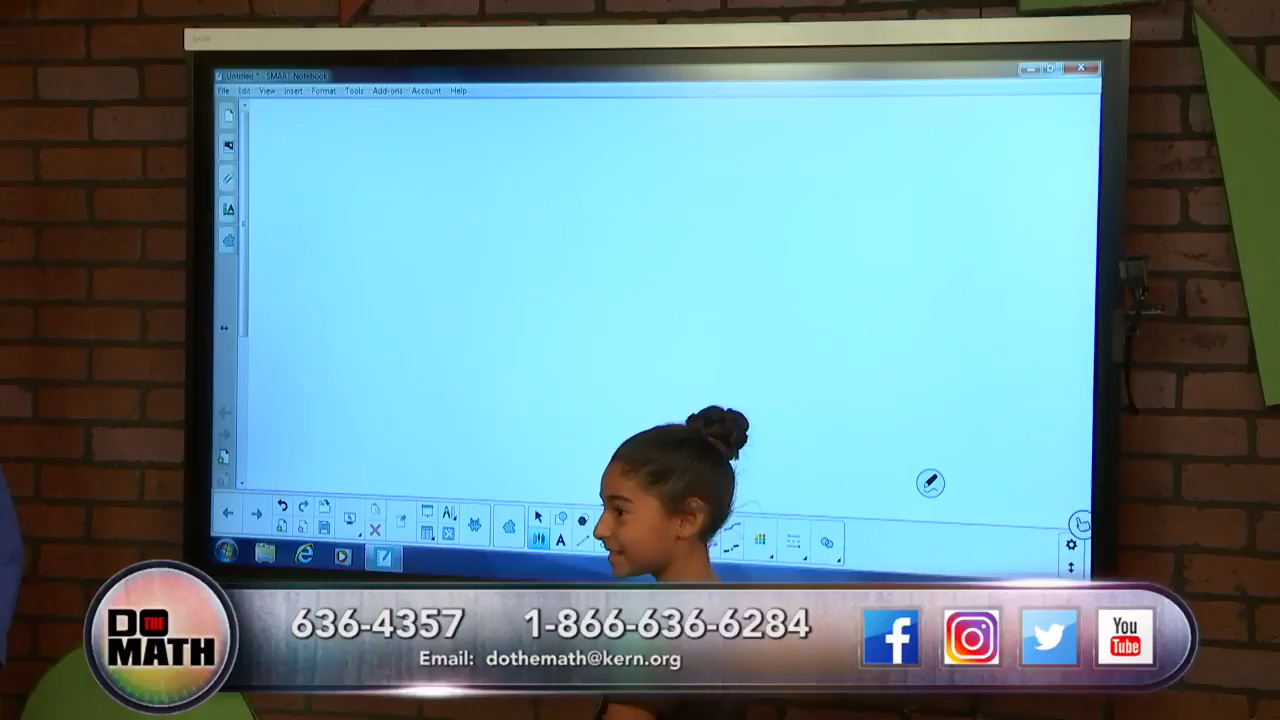 SMART
Untitled * - SMART Notebook
File Edit View Insert Format Tools Add-ons Account Help
DO THE MATH
636-4357 1-866-636-6284
Email: dothemath@kern.org
You Tube